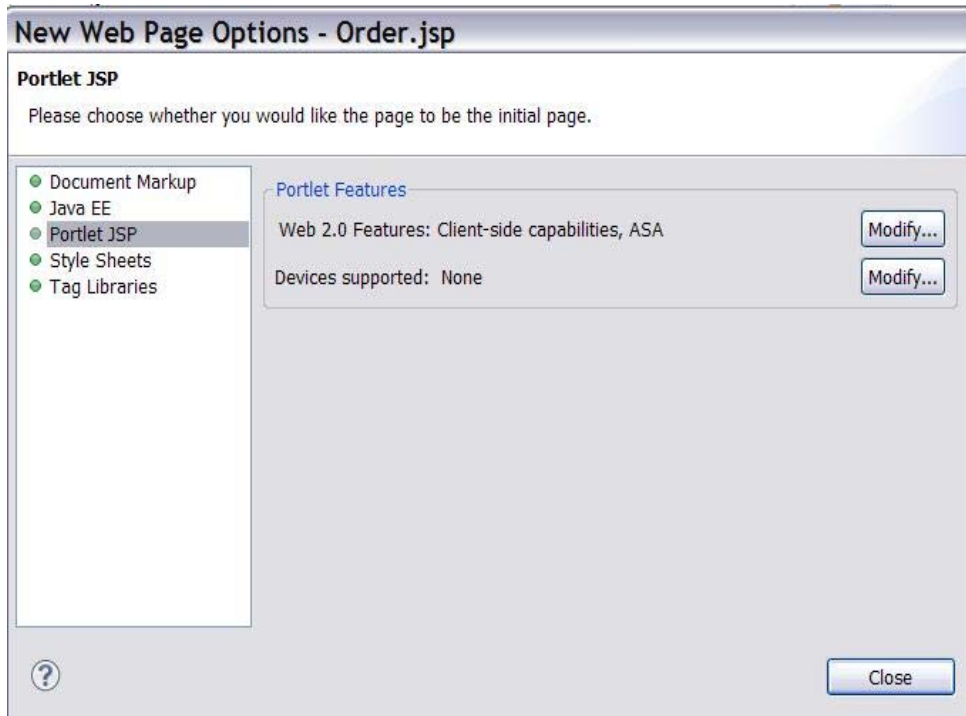 New Web Page Options - Order.jsp
Portlet JSP
Please choose whether you would like the page to be the initial page.
Document Markup
Java EE
Portlet JSP
Style Sheets
Tag Libraries
Portlet Features
Web 2.0 Features: Client-side capabilities, ASA
Modify...
Devices supported: None
Modify...
?
Close